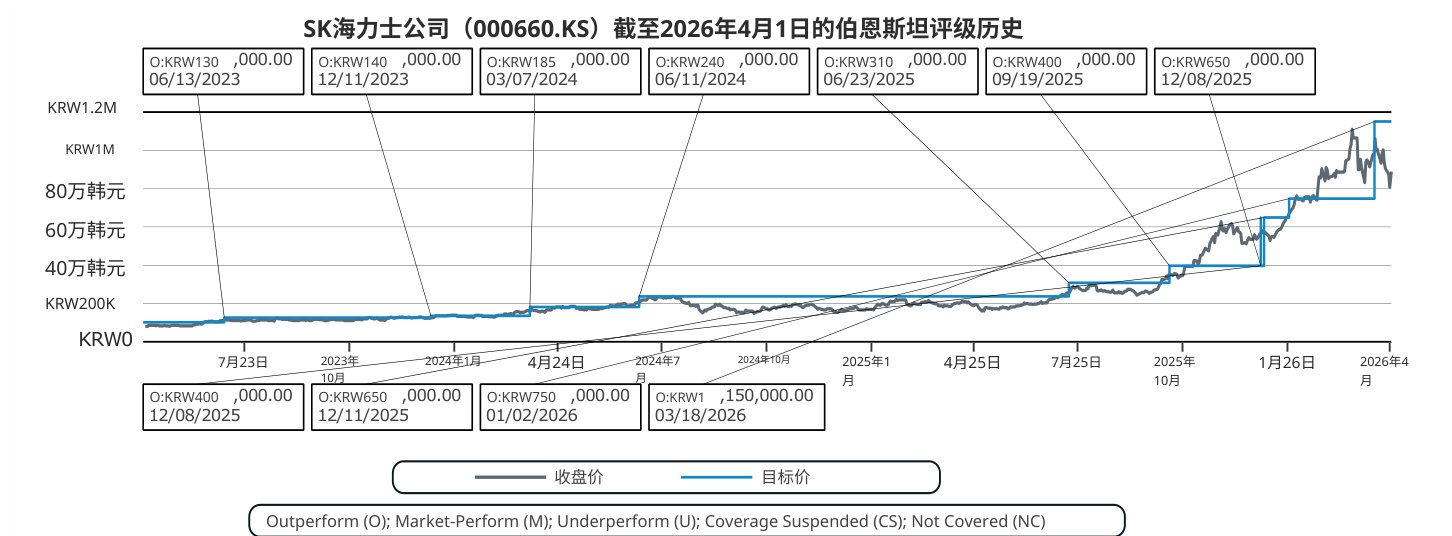 SK海力士公司（000660.KS）截至2026年4月1日的伯恩斯坦评级历史
O:KRW130 ,000.00
06/13/2023
O:KRW140 ,000.00
12/11/2023
O:KRW185 ,000.00
03/07/2024
O:KRW240 ,000.00
06/11/2024
O:KRW310 ,000.00
06/23/2025
O:KRW400 ,000.00
09/19/2025
O:KRW650 ,000.00
12/08/2025
KRW1.2M
KRW1M
80万韩元
60万韩元
40万韩元
KRW200K
KRW0
7月23日
2023年
10月
2024年1月
4月24日
2024年7
月
2024年10月
2025年1
月
4月25日
7月25日
2025年
10月
1月26日
2026年4
月
O:KRW400 ,000.00
12/08/2025
O:KRW650 ,000.00
12/11/2025
O:KRW750 ,000.00
01/02/2026
O:KRW1 ,150,000.00
03/18/2026
收盘价
目标价
Outperform (O); Market-Perform (M); Underperform (U); Coverage Suspended (CS); Not Covered (NC)